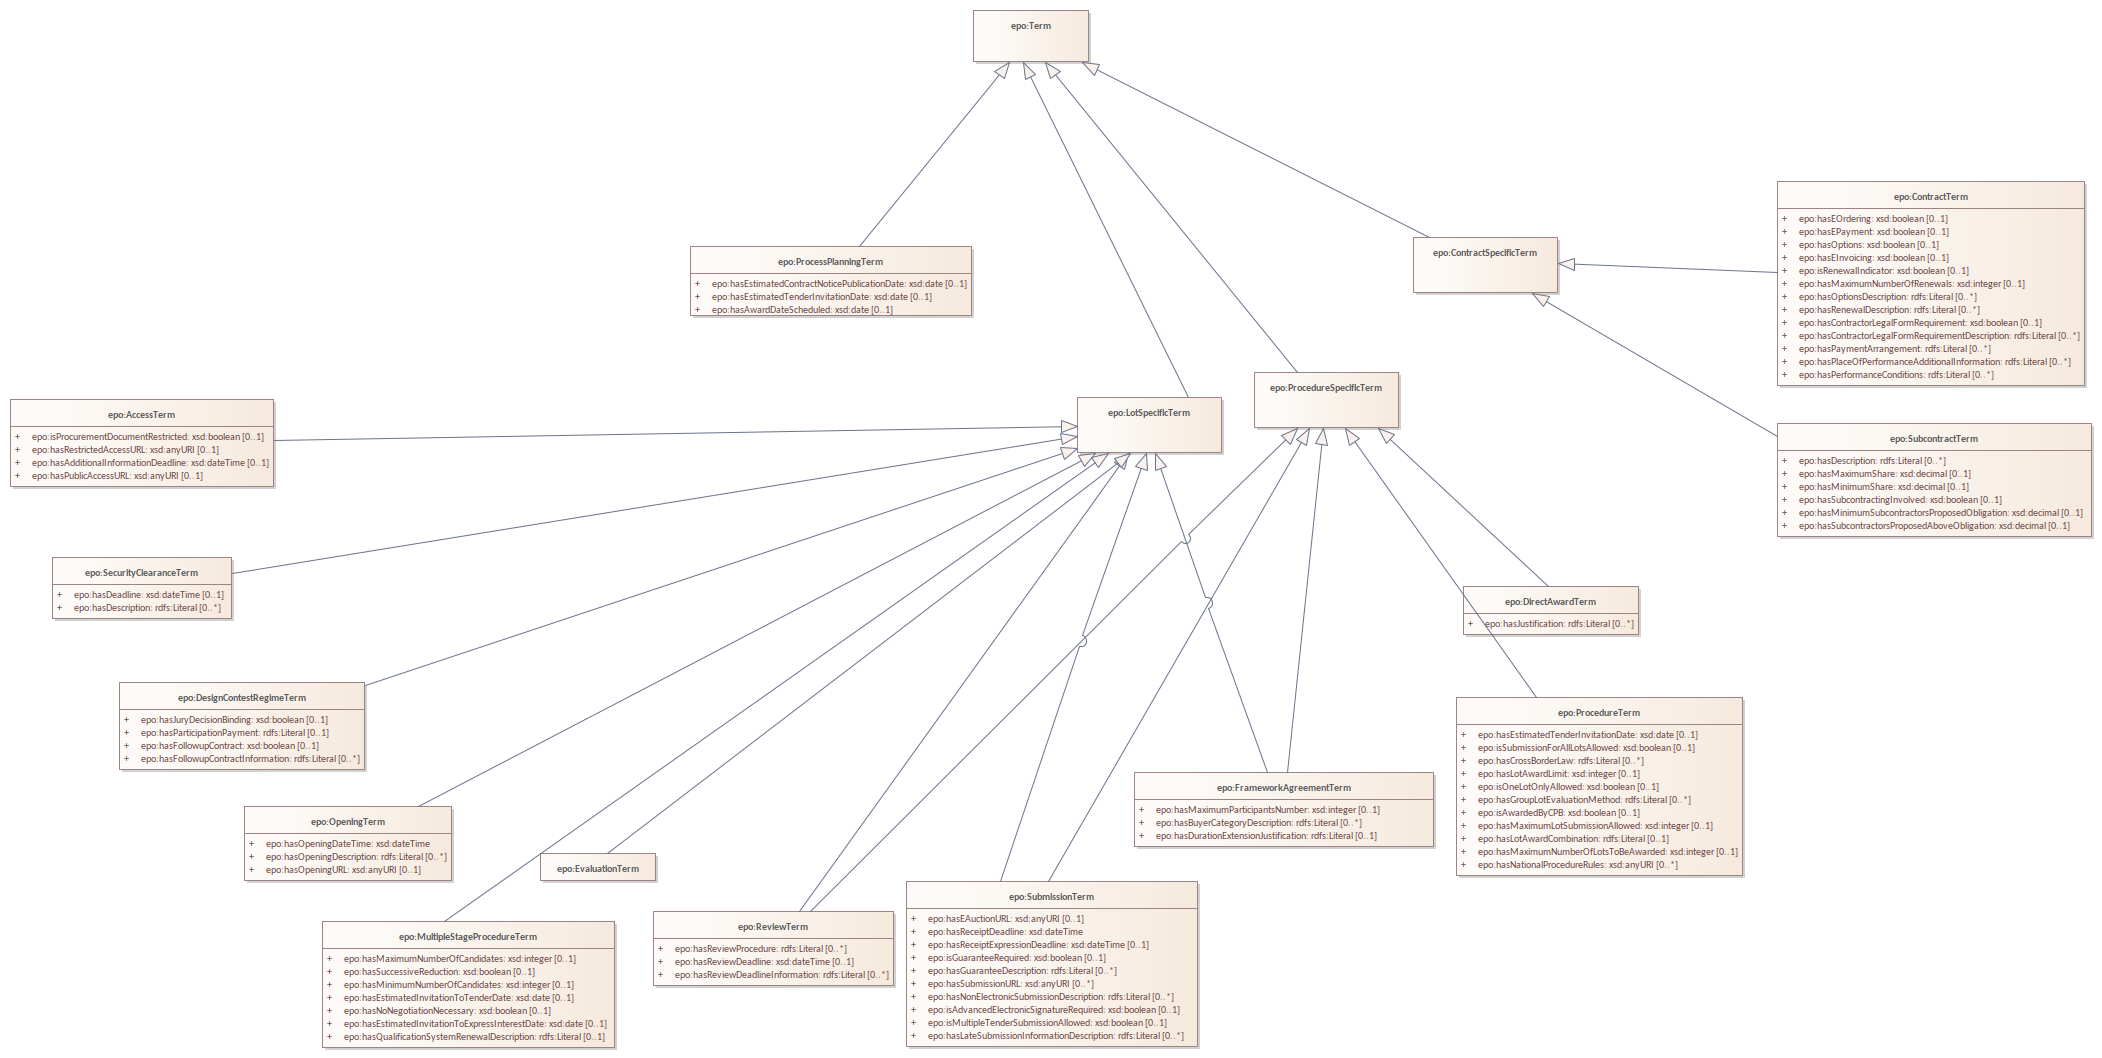 epo:Term
epo:ContractTerm
+ epo:hasEOrdering: xsd:boolean [0..1]
+ epo:hasEPayment: xsd:boolean [0..1]
+ epo:hasOptions: xsd:boolean [0..1]
+ epo:hasEInvoicing: xsd:boolean [0..1]
+ epo:isRenewalIndicator: xsd:boolean [0..1]
+ epo:hasMaximumNumberOfRenewals: xsd:integer [0..1]
+ epo:hasOptionsDescription: rdfs:Literal [0..*]
+ epo:hasRenewalDescription: rdfs:Literal [0..*]
+ epo:hasContractorLegalFormRequirement: xsd:boolean [0..1]
+ epo:hasContractorLegalFormRequirementDescription: rdfs:Literal [0..*]
+ epo:hasPaymentArrangement: rdfs:Literal [0..*]
+ epo:hasPlaceOfPerformanceAdditionalInformation: rdfs:Literal [0..*]
+ epo:hasPerformanceConditions: rdfs:Literal [0..*]
epo:ContractSpecificTerm
epo:ProcessPlanningTerm
+ epo:hasEstimatedContractNoticePublicationDate: xsd:date [0..1]
+ epo:hasEstimatedTenderInvitationDate: xsd:date [0..1]
+ epo:hasAwardDateScheduled: xsd:date [0..1]
epo:ProcedureSpecificTerm
epo:LotSpecificTerm
epo:AccessTerm
+ epo:isProcurementDocumentRestricted: xsd:boolean [0..1]
+ epo:hasRestrictedAccessURL: xsd:anyURI [0..1]
+ epo:hasAdditionalInformationDeadline: xsd:dateTime [0..1]
+ epo:hasPublicAccessURL: xsd:anyURI [0..1]
epo:SubcontractTerm
+ epo:hasDescription: rdfs:Literal [0..*]
+ epo:hasMaximumShare: xsd:decimal [0..1]
+ epo:hasMinimumShare: xsd:decimal [0..1]
+ epo:hasSubcontractingInvolved: xsd:boolean [0..1]
+ epo:hasMinimumSubcontractorsProposedObligation: xsd:decimal [0..1]
+ epo:hasSubcontractorsProposedAboveObligation: xsd:decimal [0..1]
epo:SecurityClearanceTerm
+ epo:hasDeadline: xsd:dateTime [0..1]
+ epo:hasDescription: rdfs:Literal [0..*]
epo:DirectAwardTerm
+ epo:hasJustification: rdfs:Literal [0..*]
epo:DesignContestRegimeTerm
+ epo:hasJuryDecisionBinding: xsd:boolean [0..1]
+ epo:hasParticipationPayment: rdfs:Literal [0..1]
+ epo:hasFollowupContract: xsd:boolean [0..1]
+ epo:hasFollowupContractInformation: rdfs:Literal [0..*]
epo:ProcedureTerm
+ epo:hasEstimatedTenderInvitationDate: xsd:date [0..1]
+ epo:isSubmissionForAllLotsAllowed: xsd:boolean [0..1]
+ epo:hasCrossBorderLaw: rdfs:Literal [0..*]
+ epo:hasLotAwardLimit: xsd:integer [0..1]
+ epo:isOneLotOnlyAllowed: xsd:boolean [0..1]
+ epo:hasGroupLotEvaluationMethod: rdfs:Literal [0..*]
+ epo:isAwardedByCPB: xsd:boolean [0..1]
+ epo:hasMaximumLotSubmissionAllowed: xsd:integer [0..1]
+ epo:hasLotAwardCombination: rdfs:Literal [0..1]
+ epo:hasMaximumNumberOfLotsToBeAwarded: xsd:integer [0..1]
+ epo:hasNationalProcedureRules: xsd:anyURI [0..*]
epo:FrameworkAgreementTerm
+ epo:hasMaximumParticipantsNumber: xsd:integer [0..1]
+ epo:hasBuyerCategoryDescription: rdfs:Literal [0..*]
+ epo:hasDurationExtensionJustification: rdfs:Literal [0..1]
epo:OpeningTerm
+ epo:hasOpeningDateTime: xsd:dateTime
+ epo:hasOpeningDescription: rdfs:Literal [0..*]
+ epo:hasOpeningURL: xsd:anyURI [0..1]
epo:EvaluationTerm
epo:SubmissionTerm
+ epo:hasEAuctionURL: xsd:anyURI [0..1]
+ epo:hasReceiptDeadline: xsd:dateTime
+ epo:hasReceiptExpressionDeadline: xsd:dateTime [0..1]
+ epo:isGuaranteeRequired: xsd:boolean [0..1]
+ epo:hasGuaranteeDescription: rdfs:Literal [0..*]
+ epo:hasSubmissionURL: xsd:anyURI [0..*]
+ epo:hasNonElectronicSubmissionDescription: rdfs:Literal [0..*]
+ epo:isAdvancedElectronicSignatureRequired: xsd:boolean [0..1]
+ epo:isMultipleTenderSubmissionAllowed: xsd:boolean [0..1]
+ epo:hasLateSubmissionInformationDescription: rdfs:Literal [0..*]
epo:ReviewTerm
+ epo:hasReviewProcedure: rdfs:Literal [0..*]
+ epo:hasReviewDeadline: xsd:dateTime [0..1]
+ epo:hasReviewDeadlineInformation: rdfs:Literal [0..*]
epo:MultipleStageProcedureTerm
+ epo:hasMaximumNumberOfCandidates: xsd:integer [0..1]
+ epo:hasSuccessiveReduction: xsd:boolean [0..1]
+ epo:hasMinimumNumberOfCandidates: xsd:integer [0..1]
+ epo:hasEstimatedInvitationToTenderDate: xsd:date [0..1]
+ epo:hasNoNegotiationNecessary: xsd:boolean [0..1]
+ epo:hasEstimatedInvitationToExpressInterestDate: xsd:date [0..1]
+ epo:hasQualificationSystemRenewalDescription: rdfs:Literal [0..1]